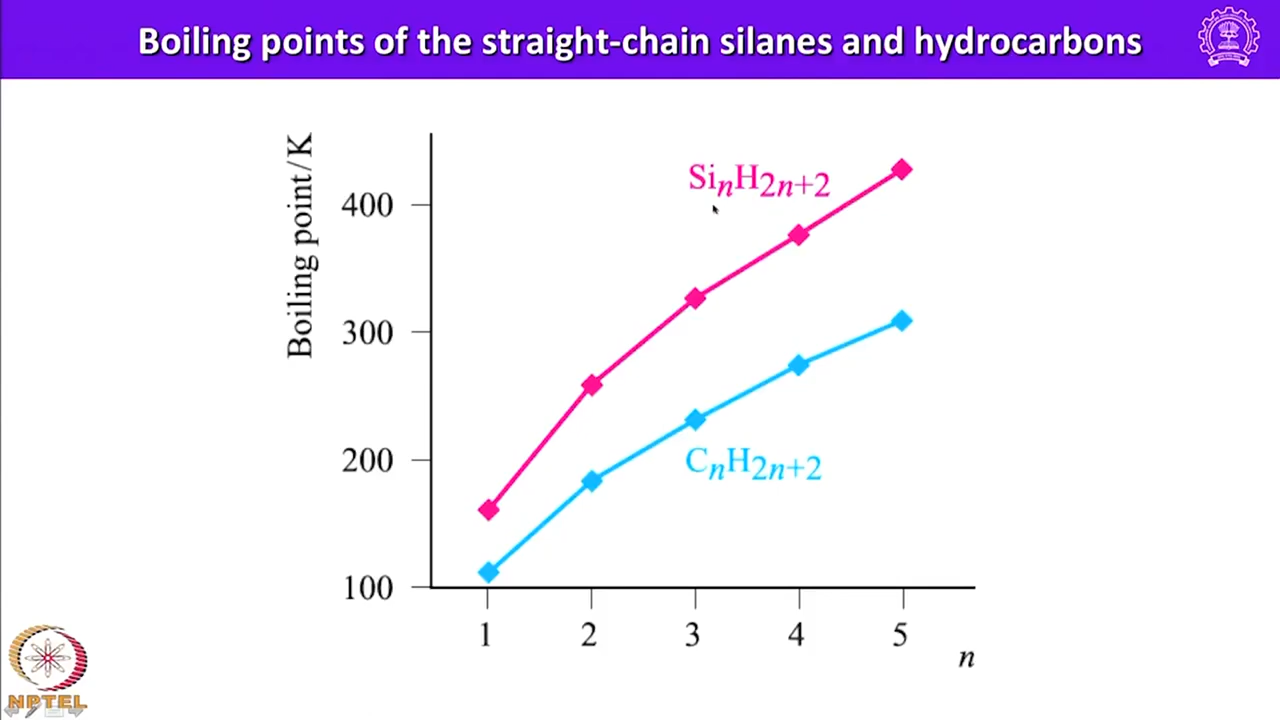 Boiling points of the straight-chain silanes and hydrocarbons
Boiling point/K
400
300
200
100
SinH2n+2
CnH2n+2
1 2 3 4 5
n
NPTEL